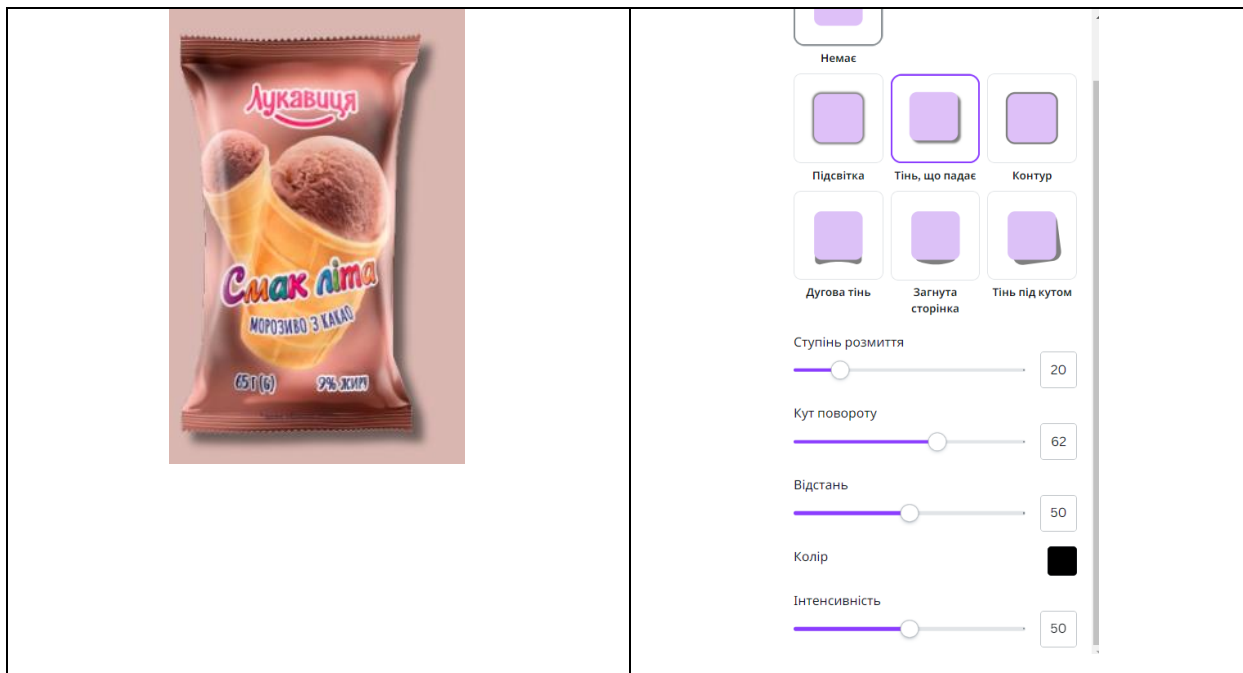 Лукавиця
Смак літа
МОРОЗИВО З КАКАО
65 г (g)
9% ЖИРУ
Немає
Підсвітка
Тінь, що падає
Контур
Дугова тінь
Загнута
сторінка
Тінь під кутом
Ступінь розмиття
20
Кут повороту
62
Відстань
50
Колір
Інтенсивність
50